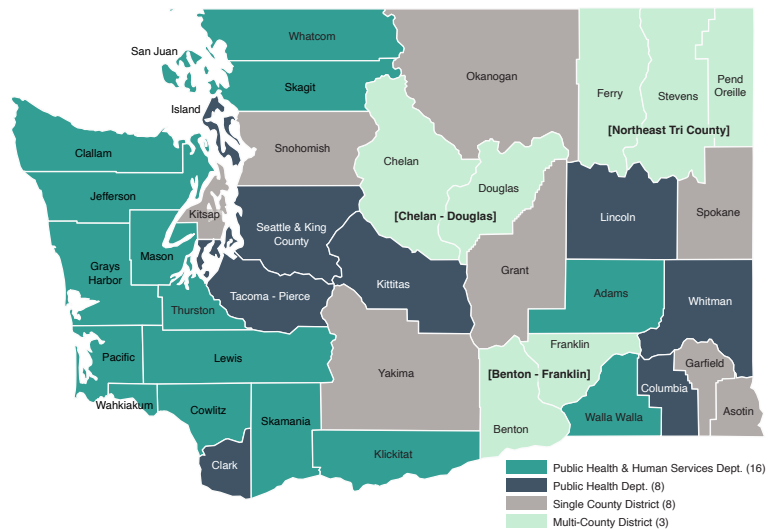 Whatcom
San Juan
Skagit
Okanogan
Ferry
Stevens
Pend
Oreille
Island
[Northeast Tri County]
Snohomish
Clallam
Chelan
Jefferson
Douglas
Kitsap
[Chelan - Douglas]
Lincoln
Spokane
Seattle & King
County
Mason
Grays
Harbor
Grant
Kittitas
Adams
Tacoma - Pierce
Whitman
Thurston
Franklin
Pacific
Lewis
Garfield
Yakima
[Benton - Franklin]
Columbia
Wahkiakum
Cowlitz
Asotin
Walla Walla
Skamania
Benton
Klickitat
Clark
Public Health & Human Services Dept. (16)
Public Health Dept. (8)
Single County District (8)
Multi-County District (3)